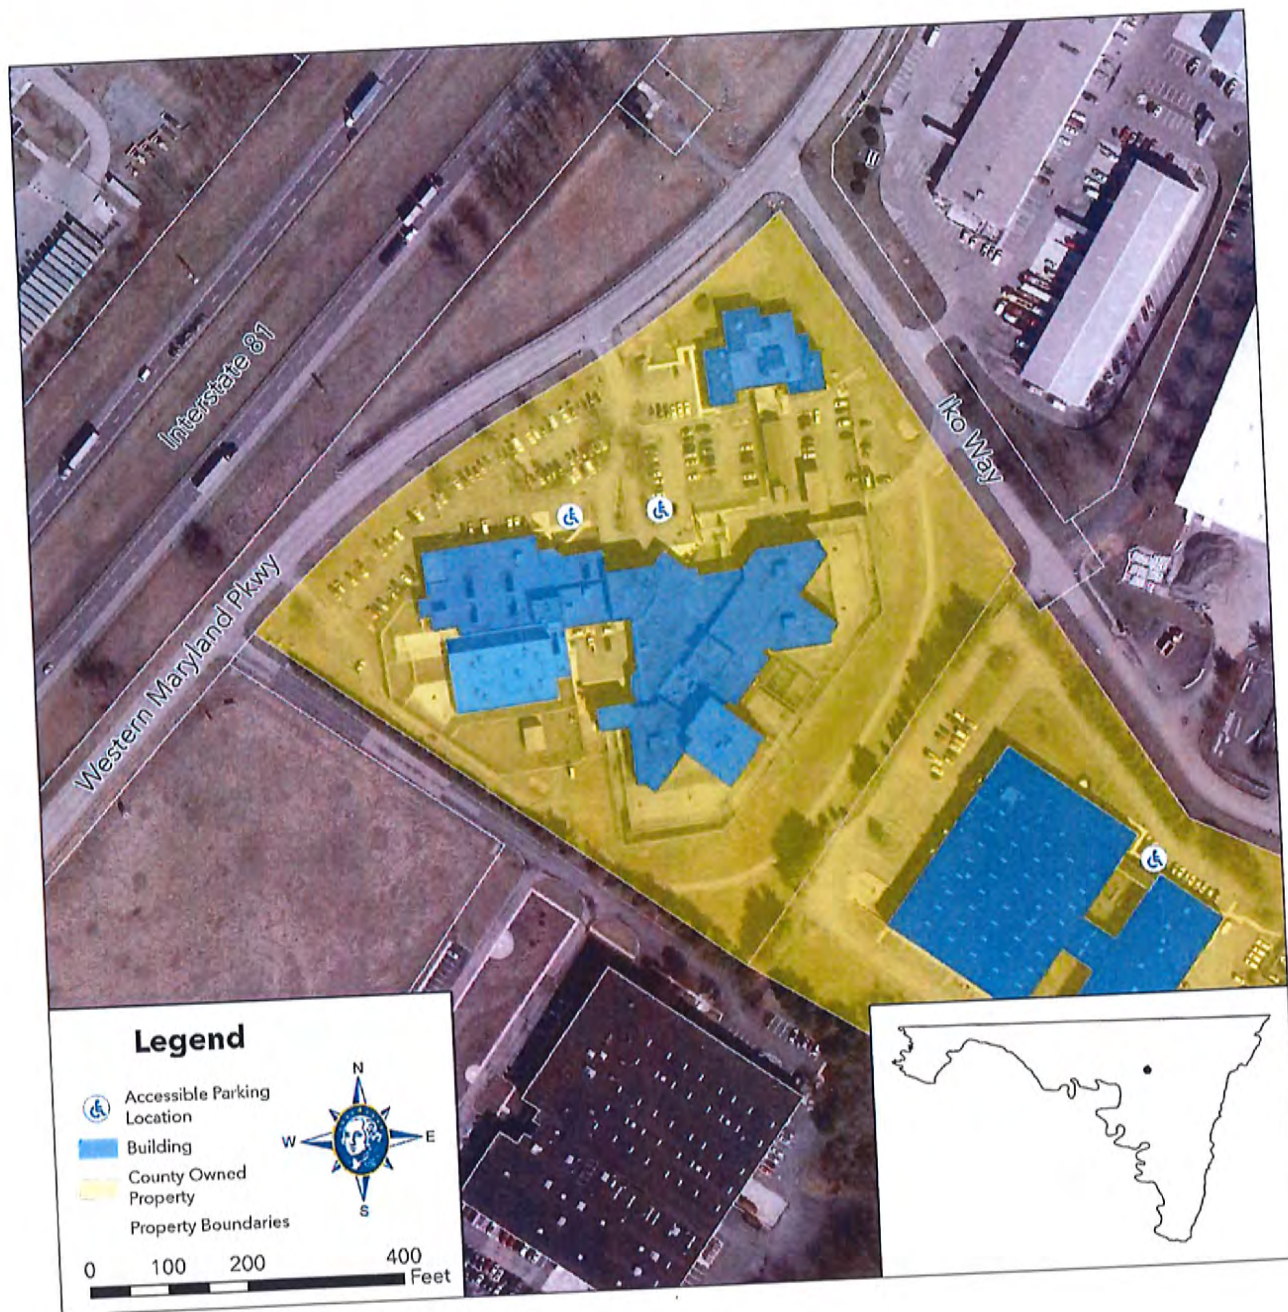 Interstate 81
Iko Way
Western Maryland Pkwy
Legend
Accessible Parking
Location
Building
County Owned
Property
Property Boundaries
N
W
E
S
0 100 200 400
Feet